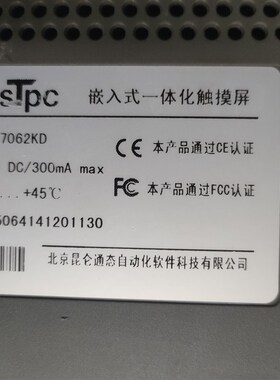 sTpc 嵌入式一体化触摸屏
7062KD
CE 本产品通过CE认证
DC/300mA max
FC 本产品通过FCC认证
...+45℃
5064141201130
北京昆仑通态自动化软件科技有限公司